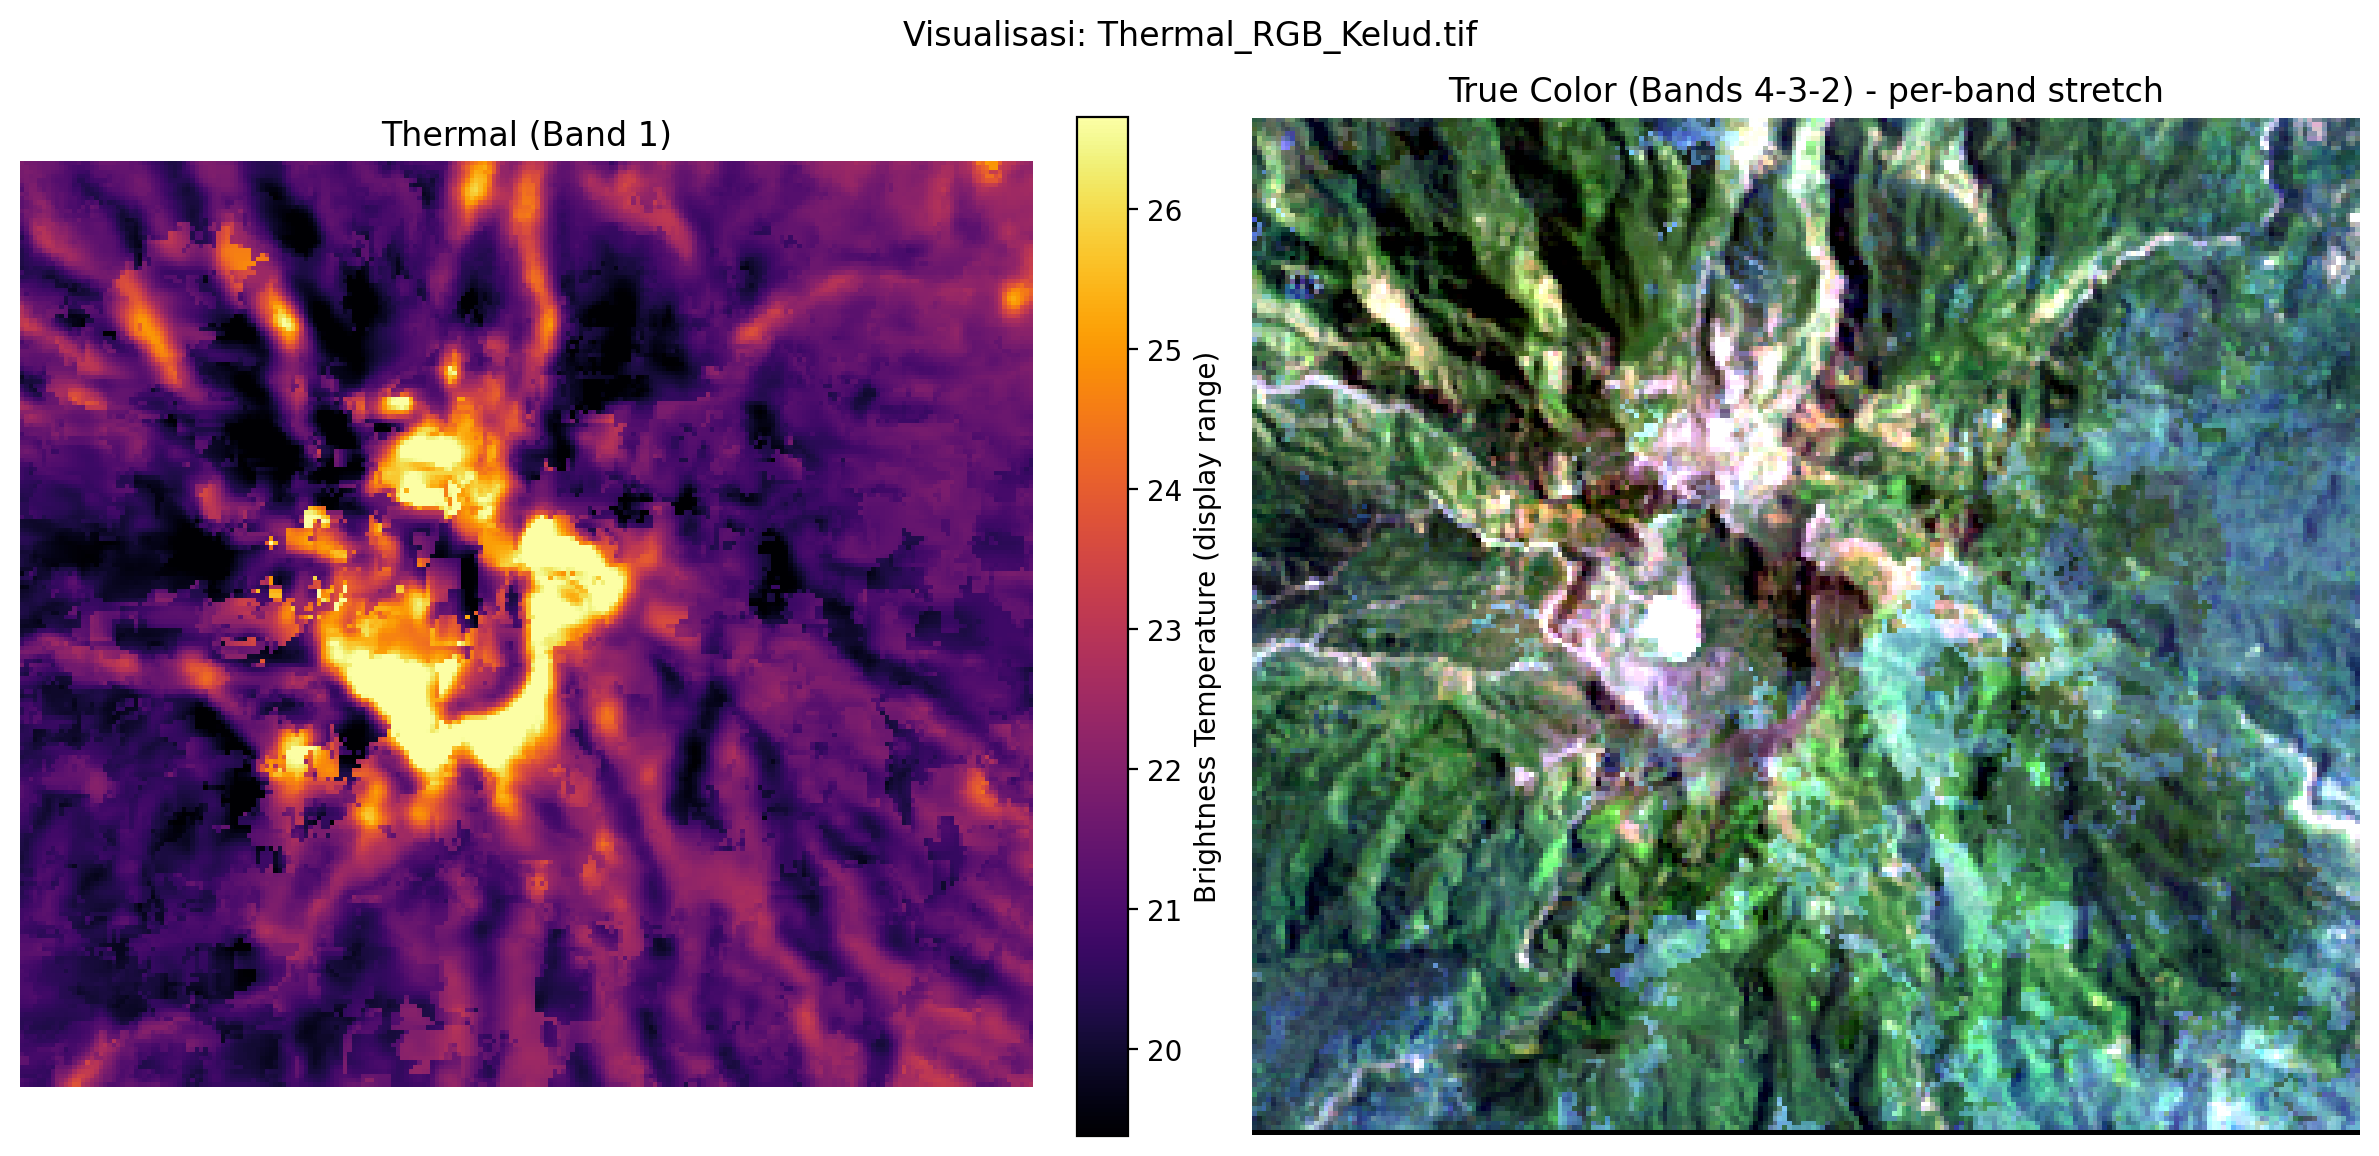 Visualisasi: Thermal_RGB_Kelud.tif
Thermal (Band 1)
26
25
24
23
22
21
20
Brightness Temperature (display range)
True Color (Bands 4-3-2) - per-band stretch